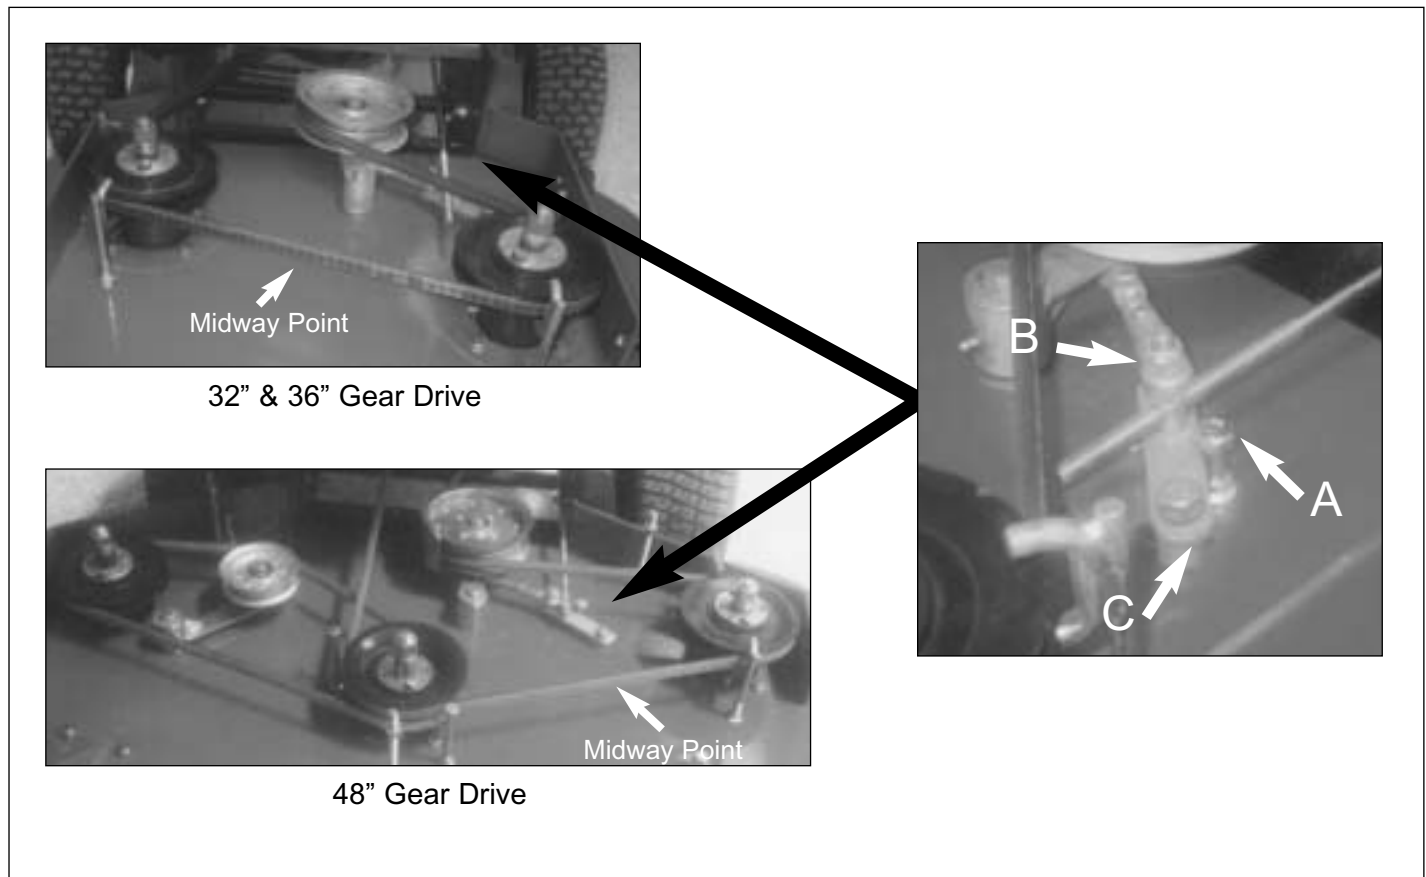 Midway Point
32” & 36” Gear Drive
B
A
C
Midway Point
48” Gear Drive